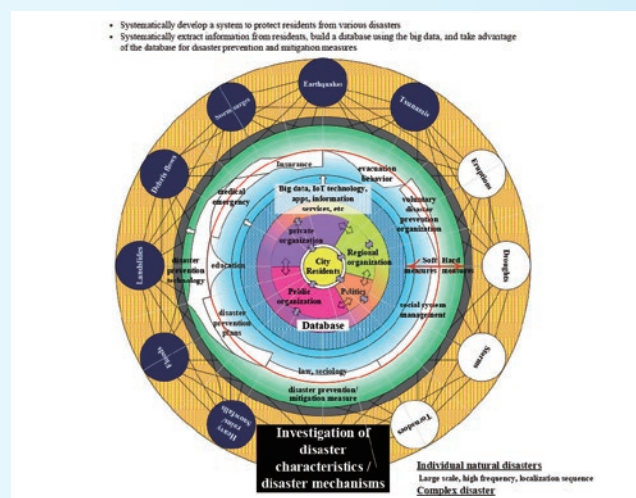 • Systematically develop a system to protect residents from various disasters
• Systematically extract information from residents, build a database using the big data, and take advantage
of the database for disaster prevention and mitigation measures
Earthquakes
Storm surges
Tsunamis
Debris flows
Eruptions
Insurance
evacuation
behavior
medical
emergency
Big data, IoT technology,
apps, information
services, etc
voluntary
disaster
prevention
organization
private
organization
Regional
organization
Landslides
disaster
prevention
technology
education
City
Residents
Soft
measures
Hard
measures
Droughts
Public
organization
Politics
Database
disaster
prevention
plans
social system
management
law, sociology
disaster prevention/
mitigation measure
Floods
Storms
Heavy
rains/
Snowfalls
Tornadoes
Investigation of
disaster
characteristics /
disaster mechanisms
Individual natural disasters
Large scale, high frequency, localization sequence
Complex disaster